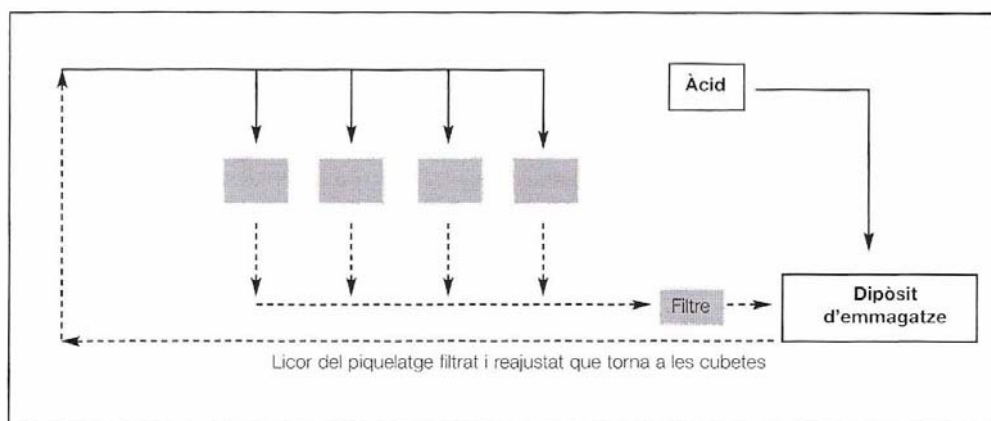 Àcid
Filtre
Dipòsit
d'emmagatze
Licor del piquelatge filtrat i reajustat que torna a les cubetes